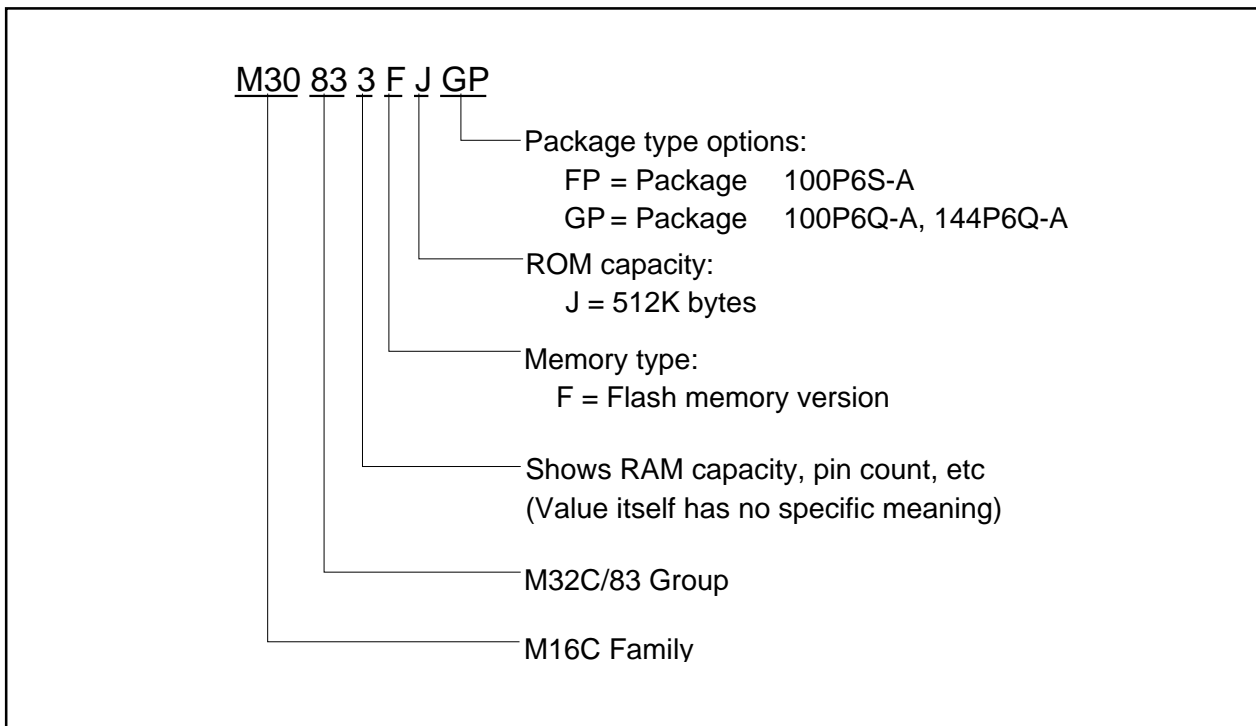 M30 83 3 F J GP
Package type options:
FP = Package 100P6S-A
GP = Package 100P6Q-A, 144P6Q-A
ROM capacity:
J = 512K bytes
Memory type:
F = Flash memory version
Shows RAM capacity, pin count, etc
(Value itself has no specific meaning)
M32C/83 Group
M16C Family